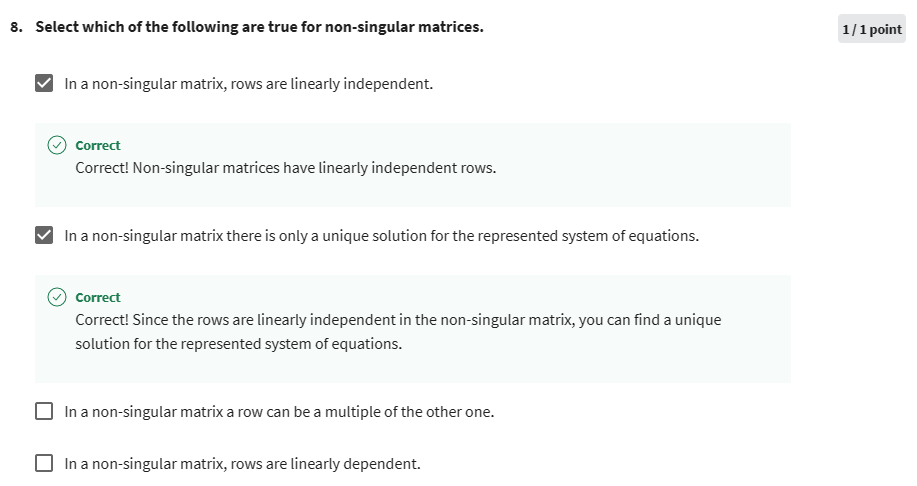 8. Select which of the following are true for non-singular matrices.
1 / 1 point
In a non-singular matrix, rows are linearly independent.
Correct
Correct! Non-singular matrices have linearly independent rows.
In a non-singular matrix there is only a unique solution for the represented system of equations.
Correct
Correct! Since the rows are linearly independent in the non-singular matrix, you can find a unique
solution for the represented system of equations.
In a non-singular matrix a row can be a multiple of the other one.
In a non-singular matrix, rows are linearly dependent.